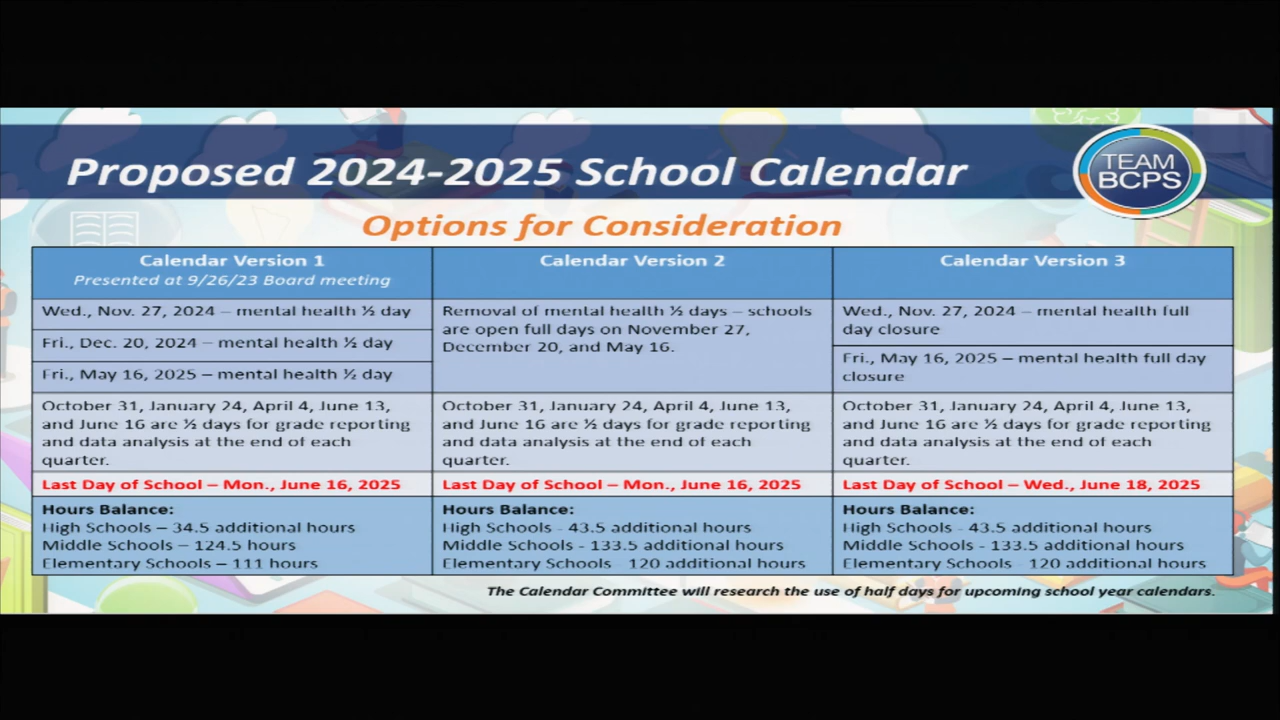 Proposed 2024-2025 School Calendar
TEAM
BCPS
Options for Consideration
Calendar Version 1
Presented at 9/26/23 Board meeting
Calendar Version 2
Calendar Version 3
Wed., Nov. 27, 2024 – mental health ½ day
Fri., Dec. 20, 2024 – mental health ½ day
Fri., May 16, 2025 – mental health ½ day
Removal of mental health ½ days – schools
are open full days on November 27,
December 20, and May 16.
Wed., Nov. 27, 2024 – mental health full
day closure
Fri., May 16, 2025 – mental health full day
closure
October 31, January 24, April 4, June 13,
and June 16 are ½ days for grade reporting
and data analysis at the end of each
quarter.
October 31, January 24, April 4, June 13,
and June 16 are ½ days for grade reporting
and data analysis at the end of each
quarter.
October 31, January 24, April 4, June 13,
and June 16 are ½ days for grade reporting
and data analysis at the end of each
quarter.
Last Day of School – Mon., June 16, 2025
Last Day of School – Mon., June 16, 2025
Last Day of School – Wed., June 18, 2025
Hours Balance:
High Schools – 34.5 additional hours
Middle Schools – 124.5 hours
Elementary Schools – 111 hours
Hours Balance:
High Schools - 43.5 additional hours
Middle Schools - 133.5 additional hours
Elementary Schools - 120 additional hours
Hours Balance:
High Schools - 43.5 additional hours
Middle Schools - 133.5 additional hours
Elementary Schools - 120 additional hours
The Calendar Committee will research the use of half days for upcoming school year calendars.